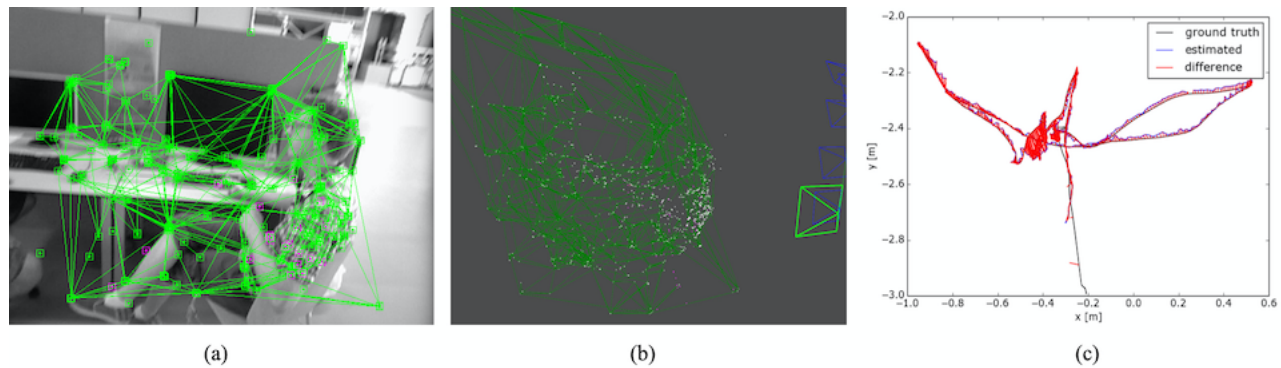 −2.0
ground truth
estimated
difference
−2.2
−2.4
−2.6
−2.8
−3.0
y [m]
−1.0 −0.8 −0.6 −0.4 −0.2 0.0 0.2 0.4 0.6
x [m]
(a) (b) (c)